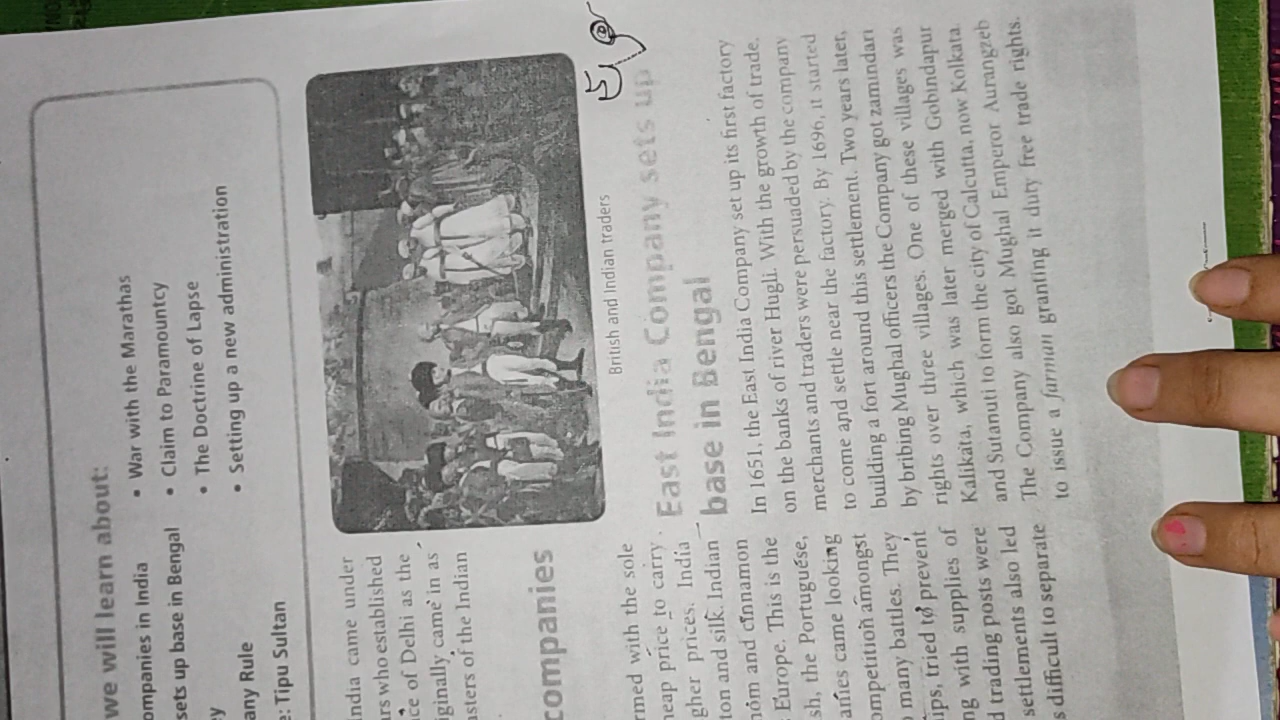 we will learn about:
ompanies in India
sets up base in Bengal
ey
any Rule
e: Tipu Sultan
• War with the Marathas
• Claim to Paramountcy
• The Doctrine of Lapse
• Setting up a new administration
ndia came under
rs who established
ce of Delhi as the
iginally came in as
asters of the Indian
companies
rmed with the sole
heap price to carry
gher prices. India
ton and silk. Indian
mom and cinnamon
Europe. This is the
sh, the Portuguese,
anies came looking
ompetition amongst
o many battles. They
ups, tried to prevent
ng with supplies of
d trading posts were
settlements also led
s difficult to separate
British and Indian traders
East India Company sets up
base in Bengal
In 1651, the East India Company set up its first factory
on the banks of river Hugli. With the growth of trade,
merchants and traders were persuaded by the company
to come and settle near the factory. By 1696, it started
building a fort around this settlement. Two years later,
by bribing Mughal officers the Company got zamindari
rights over three villages. One of these villages was
Kalikata, which was later merged with Gobindapur
and Sutanuti to form the city of Calcutta, now Kolkata.
The Company also got Mughal Emperor Aurangzeb
to issue a farman granting it duty free trade rights.